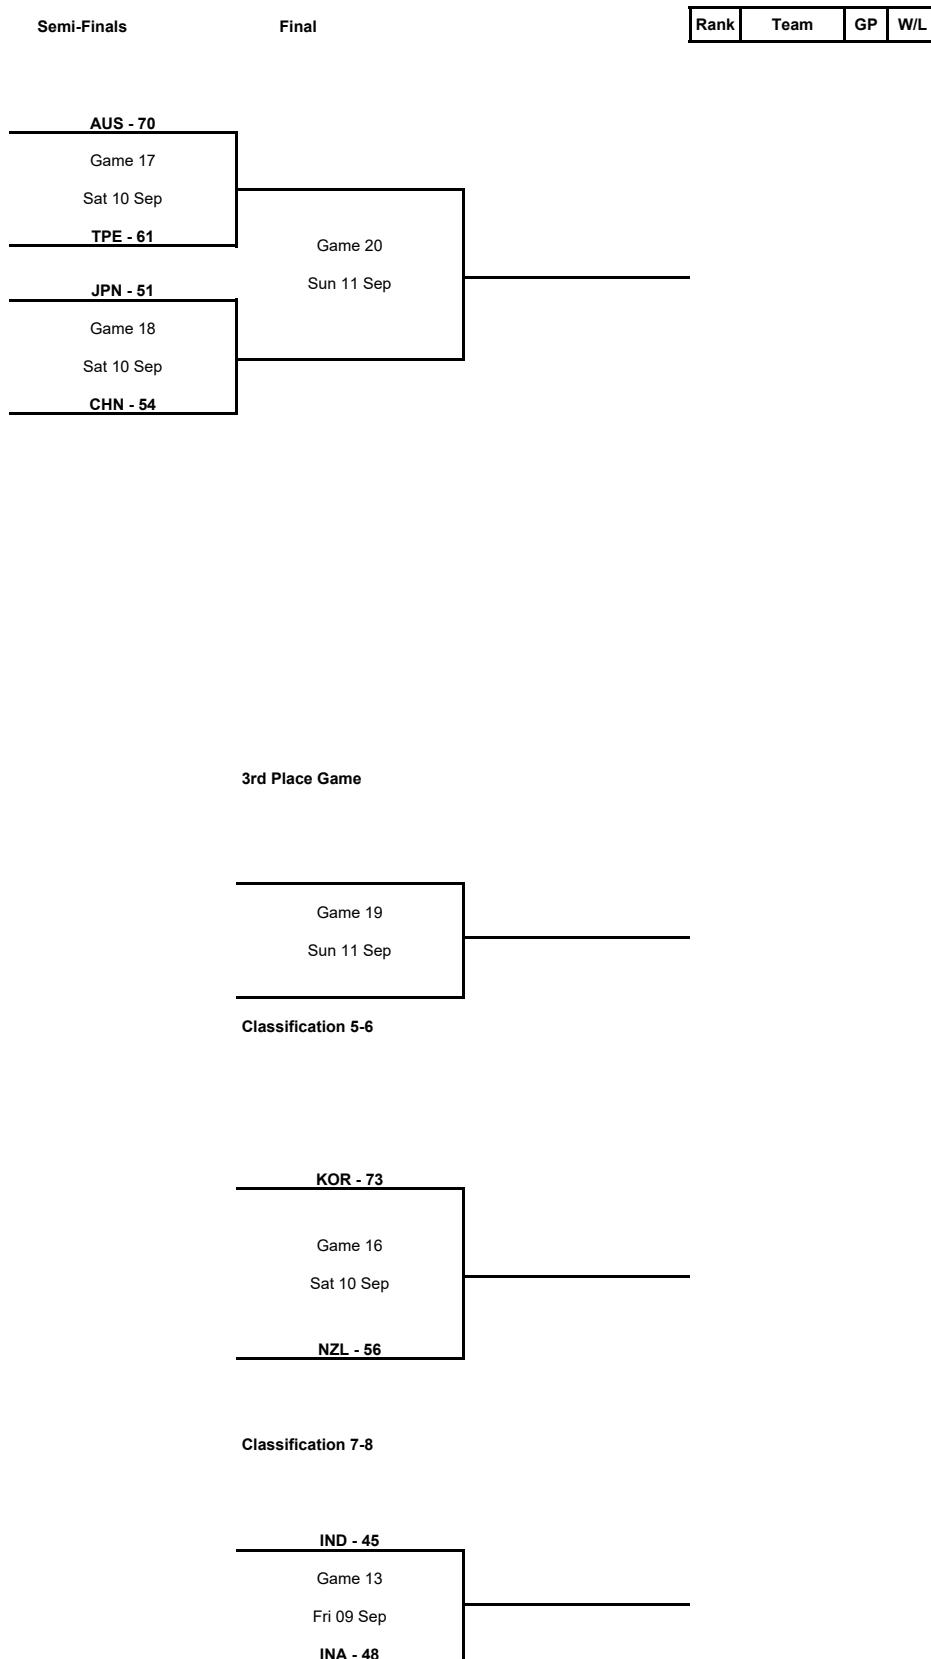 Semi-Finals Final Rank Team GP W/L
AUS - 70
Game 17
Sat 10 Sep
TPE - 61
Game 20
Sun 11 Sep
JPN - 51
Game 18
Sat 10 Sep
CHN - 54
3rd Place Game
Game 19
Sun 11 Sep
Classification 5-6
KOR - 73
Game 16
Sat 10 Sep
NZL - 56
Classification 7-8
IND - 45
Game 13
Fri 09 Sep
INA - 48